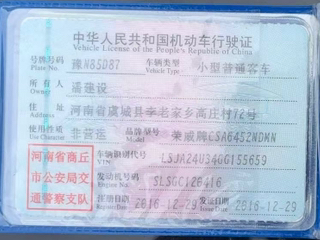 中华人民共和国机动车行驶证
Vehicle License of the People's Republic of China
号牌号码 Plate No. 豫N85D87 车辆类型 Vehicle Type 小型普通客车
所有人 Owner 潘建设
住址 Address 河南省虞城县李老家乡高庄村72号
使用性质 Use Character 非营运 品牌型号 Model 荣威牌CSA6452NDMN
河南省商丘市公安局交通警察支队
车辆识别代号 VIN LSJA24U34GG155659
发动机号码 Engine No. SLSGC126416
注册日期 2016-12-29 发证日期 2016-12-29